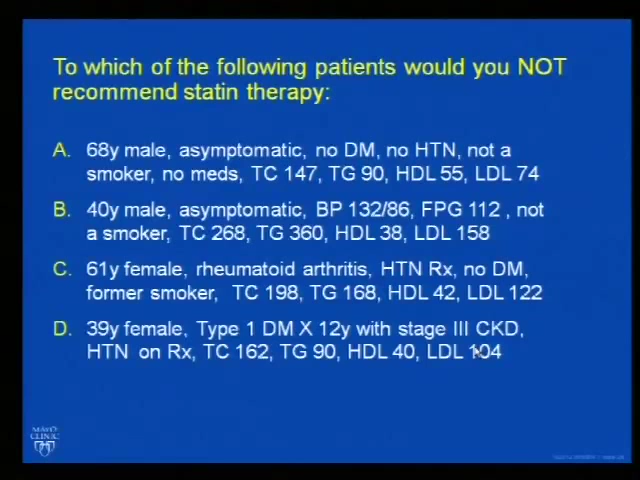 To which of the following patients would you NOT
recommend statin therapy:
A. 68y male, asymptomatic, no DM, no HTN, not a
smoker, no meds, TC 147, TG 90, HDL 55, LDL 74
B. 40y male, asymptomatic, BP 132/86, FPG 112 , not
a smoker, TC 268, TG 360, HDL 38, LDL 158
C. 61y female, rheumatoid arthritis, HTN Rx, no DM,
former smoker, TC 198, TG 168, HDL 42, LDL 122
D. 39y female, Type 1 DM X 12y with stage III CKD,
HTN on Rx, TC 162, TG 90, HDL 40, LDL 104
MAYO
CLINIC